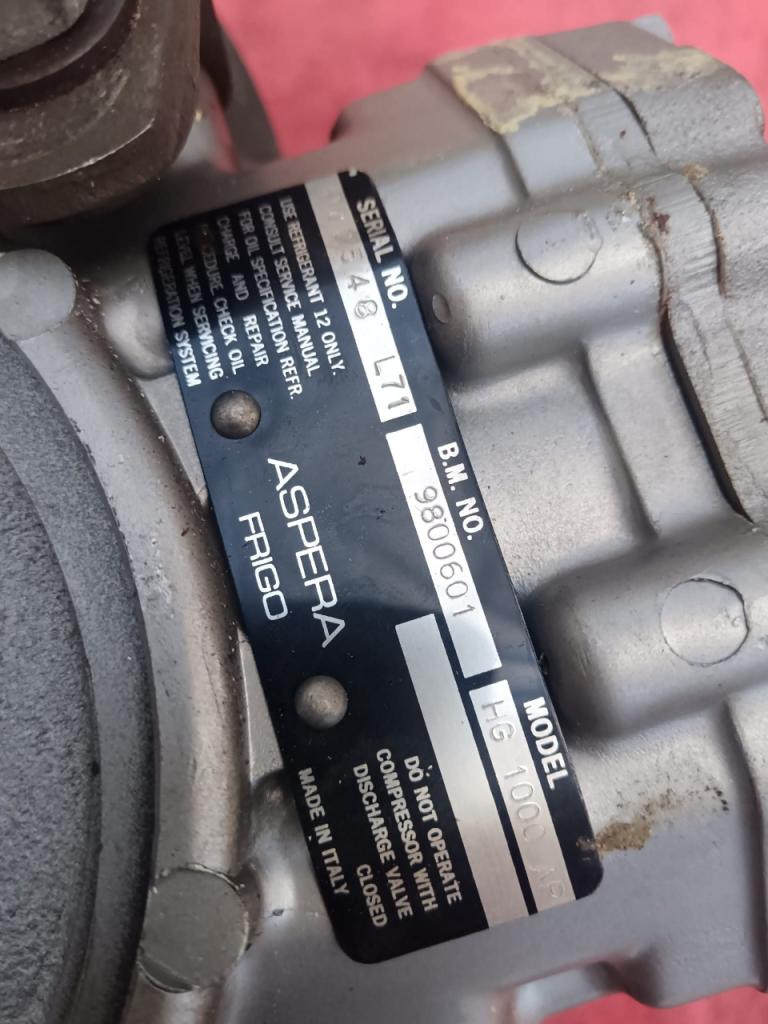 SERIAL NO.
L71
B.M. NO.
9800601
MODEL
HG 1000
USE REFRIGERANT 12 ONLY.
CONSULT SERVICE MANUAL
FOR OIL SPECIFICATION REFR.
CHARGE AND REPAIR
CHECK OIL
LEVEL WHEN SERVICING
REFRIGERATION SYSTEM
ASPERA
FRIGO
DO NOT OPERATE
COMPRESSOR WITH
DISCHARGE VALVE
CLOSED
MADE IN ITALY